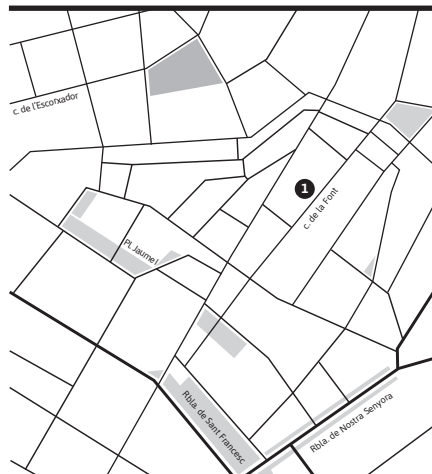 c. de l'Escorxador
1
c. de la Font
Pl. Jaume I
Rbla. de Sant Francesc
Rbla. de Nostra Senyora